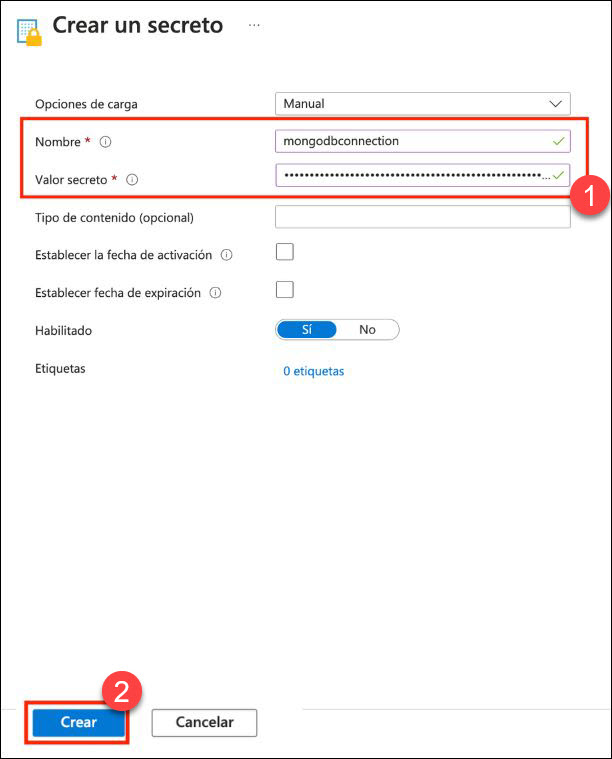 Crear un secreto ...
Opciones de carga Manual
Nombre * mongodbconnection
1
Valor secreto * ••••••••••••••••••••••••••••••••••••••••••••••••••••...
Tipo de contenido (opcional)
Establecer la fecha de activación
Establecer fecha de expiración
Habilitado Sí No
Etiquetas 0 etiquetas
2
Crear Cancelar